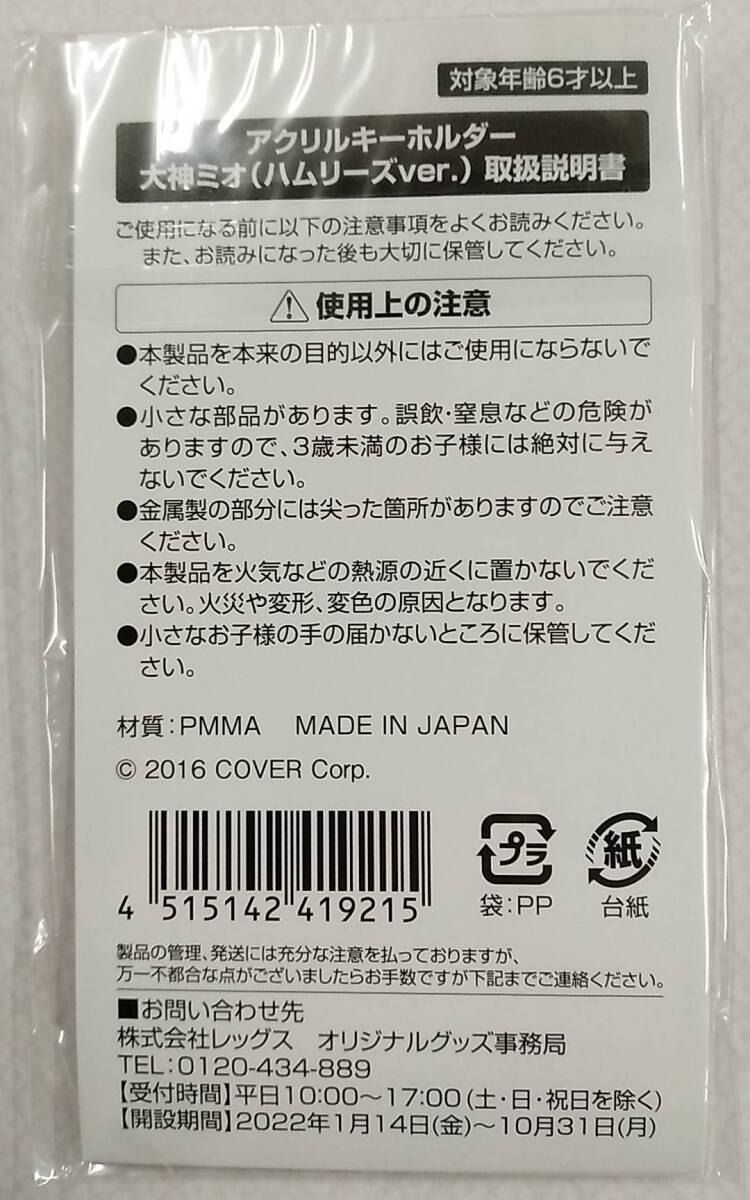 対象年齢6才以上
アクリルキーホルダー
大神ミオ(ハムリーズver.) 取扱説明書
ご使用になる前に以下の注意事項をよくお読みください。
また、お読みになった後も大切に保管してください。
使用上の注意
●本製品を本来の目的以外にはご使用にならないで
ください。
●小さな部品があります。誤飲・窒息などの危険が
ありますので、3歳未満のお子様には絶対に与え
ないでください。
●金属製の部分には尖った箇所がありますのでご注意
ください。
●本製品を火気などの熱源の近くに置かないでくだ
さい。火災や変形、変色の原因となります。
●小さなお子様の手の届かないところに保管してくだ
さい。
材質:PMMA MADE IN JAPAN
© 2016 COVER Corp.
4 515142 419215
プラ
袋:PP
紙
台紙
製品の管理、発送には充分な注意を払っておりますが、
万一不都合な点がございましたらお手数ですが下記までご連絡ください。
■お問い合わせ先
株式会社レッグス オリジナルグッズ事務局
TEL:0120-434-889
【受付時間】平日10:00~17:00(土・日・祝日を除く)
【開設期間】2022年1月14日(金)~10月31日(月)